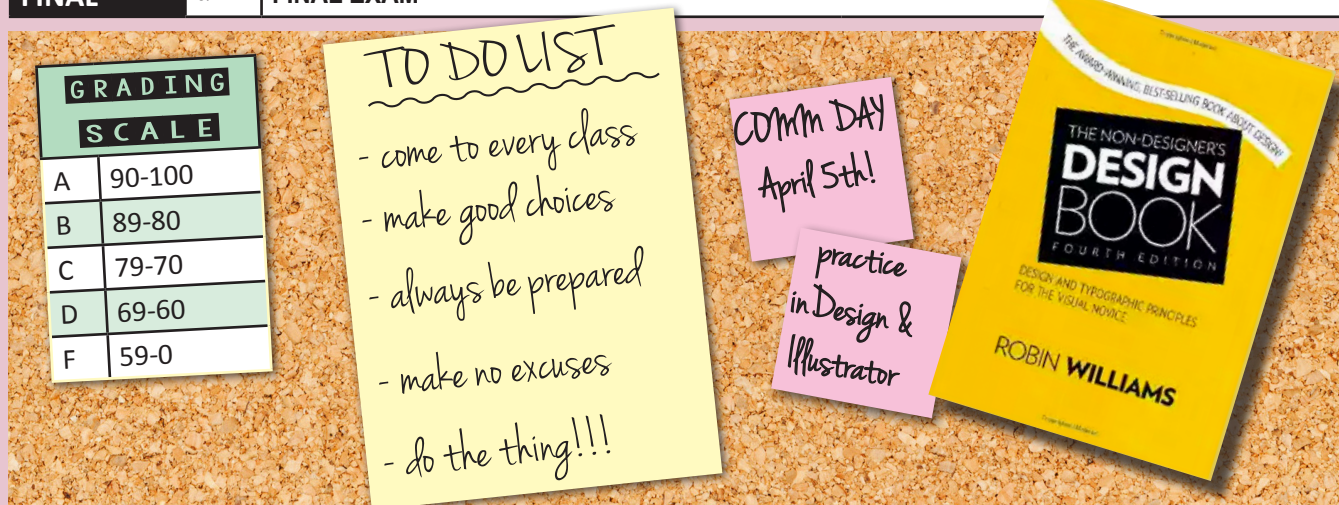 FINAL FINAL EXAM
GRADING
SCALE
A 90-100
B 89-80
C 79-70
D 69-60
F 59-0
TO DO LIST
- come to every class
- make good choices
- always be prepared
- make no excuses
- do the thing!!!
COMM DAY
April 5th!
practice
in Design &
Illustrator
THE AWARD-WINNING, BEST-SELLING BOOK ABOUT DESIGN!
THE NON-DESIGNER'S
DESIGN
BOOK
FOURTH EDITION
DESIGN AND TYPOGRAPHIC PRINCIPLES
FOR THE VISUAL NOVICE
ROBIN WILLIAMS